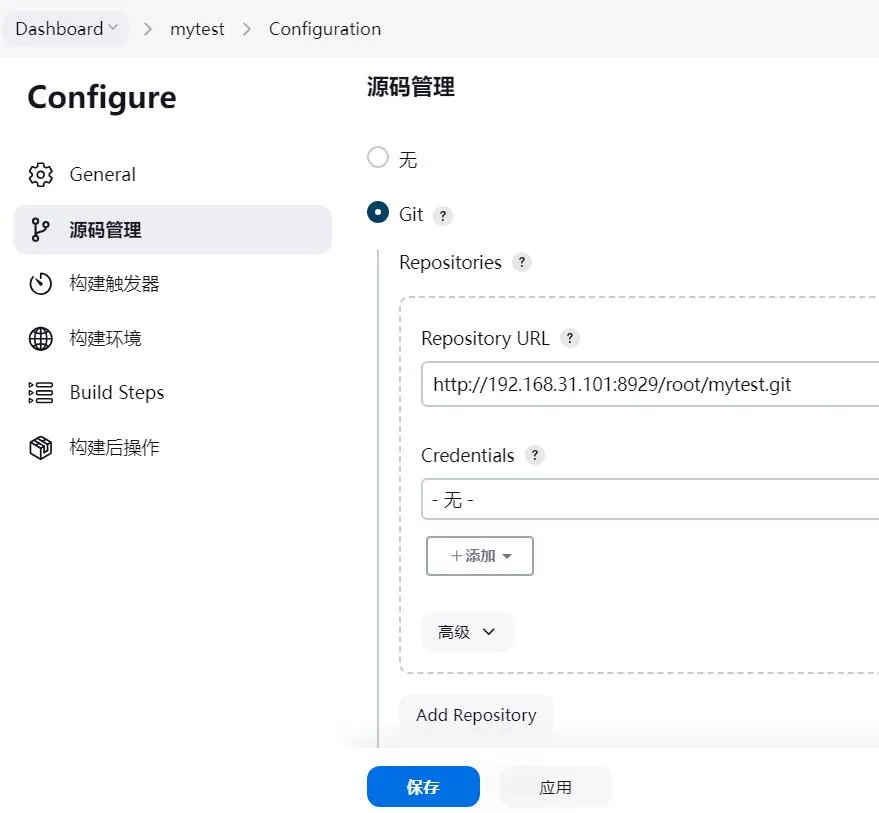 Dashboard > mytest > Configuration
Configure
General
源码管理
构建触发器
构建环境
Build Steps
构建后操作
源码管理
无
Git ?
Repositories ?
Repository URL ?
http://192.168.31.101:8929/root/mytest.git
Credentials ?
- 无 -
+添加
高级
Add Repository
保存 应用